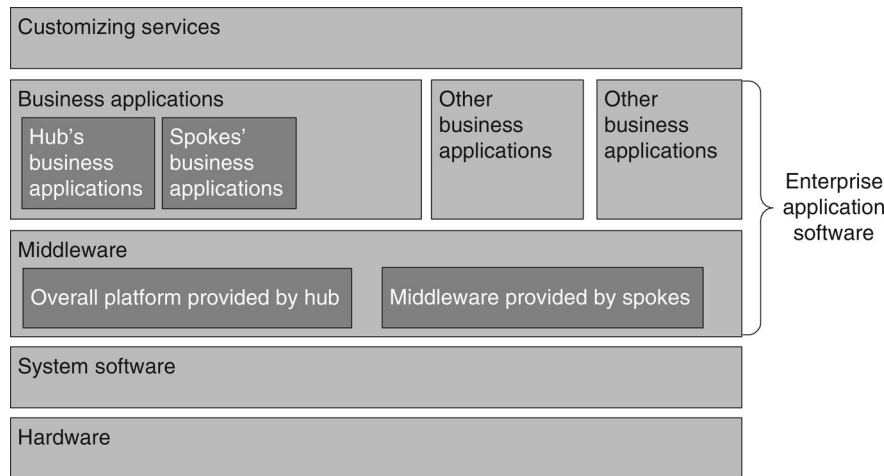 Customizing services
Business applications
Hub's
business
applications
Spokes'
business
applications
Other
business
applications
Other
business
applications
Enterprise
application
software
Middleware
Overall platform provided by hub
Middleware provided by spokes
System software
Hardware